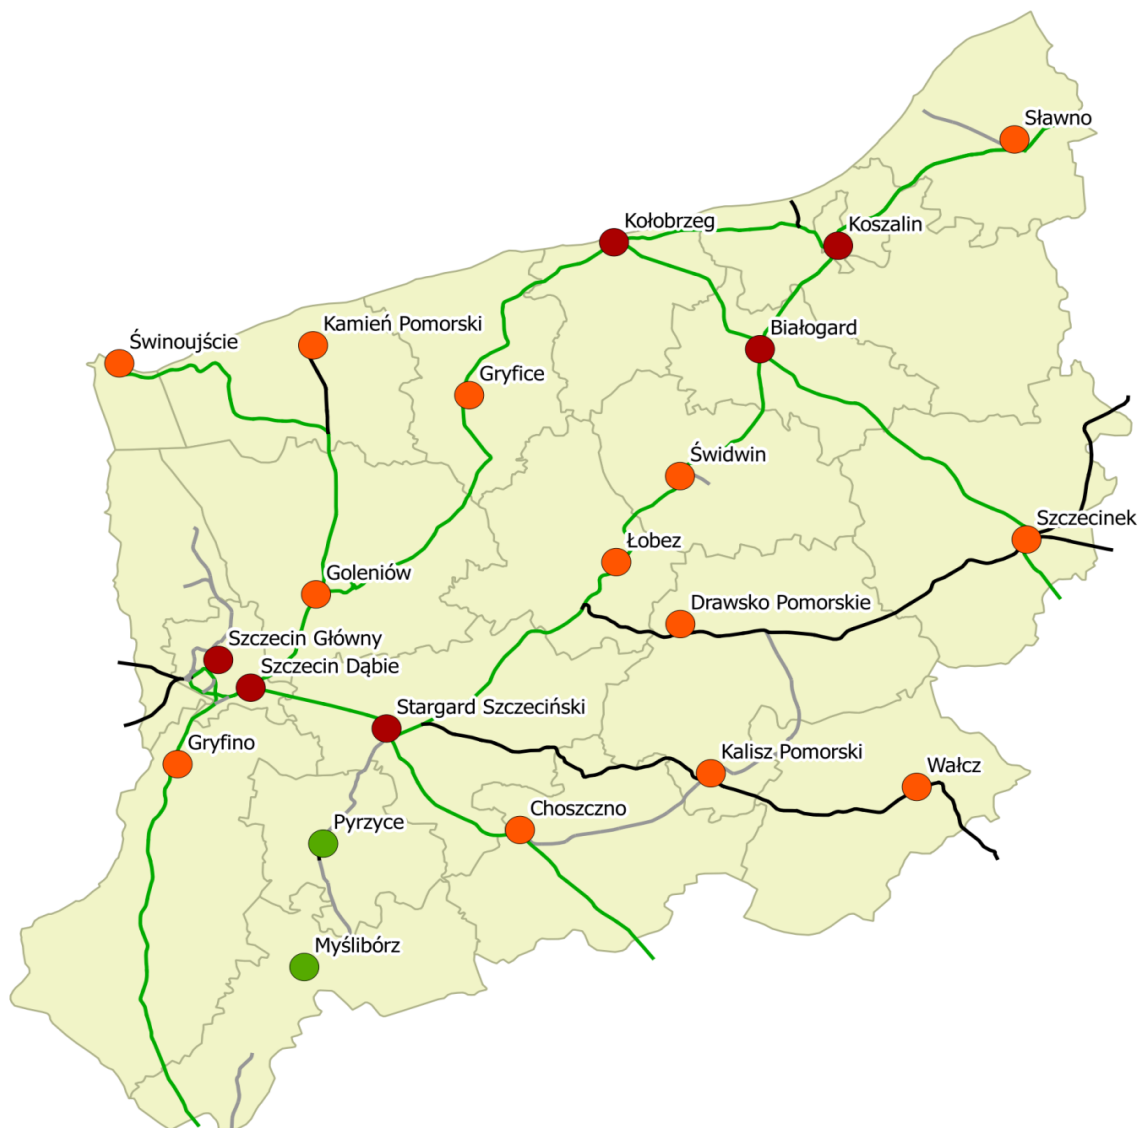 Sławno
Kołobrzeg
Koszalin
Kamień Pomorski
Białogard
Świnoujście
Gryfice
Świdwin
Szczecinek
Łobez
Goleniów
Drawsko Pomorskie
Szczecin Główny
Szczecin Dąbie
Stargard Szczeciński
Gryfino
Kalisz Pomorski
Wałcz
Choszczno
Pyrzyce
Myślibórz